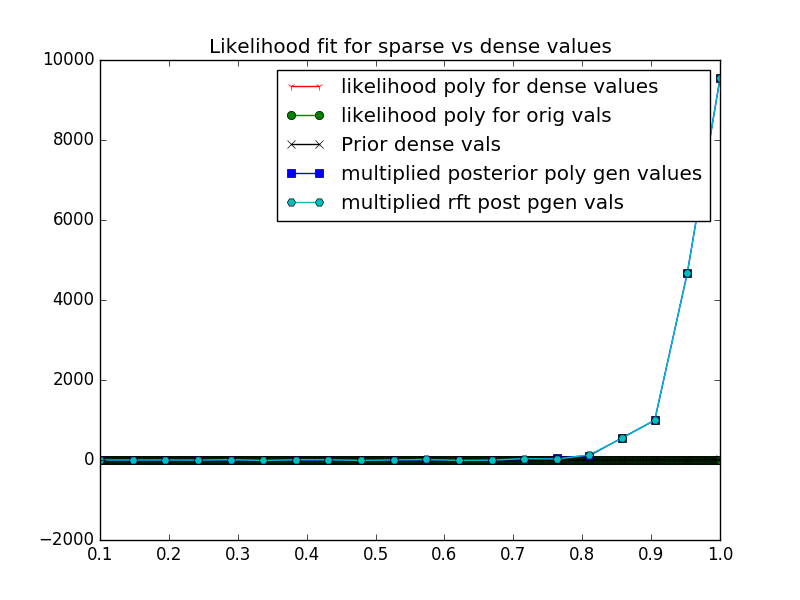 Likelihood fit for sparse vs dense values
10000
8000
6000
4000
2000
0
−2000
likelihood poly for dense values
likelihood poly for orig vals
Prior dense vals
multiplied posterior poly gen values
multiplied rft post pgen vals
0.1 0.2 0.3 0.4 0.5 0.6 0.7 0.8 0.9 1.0